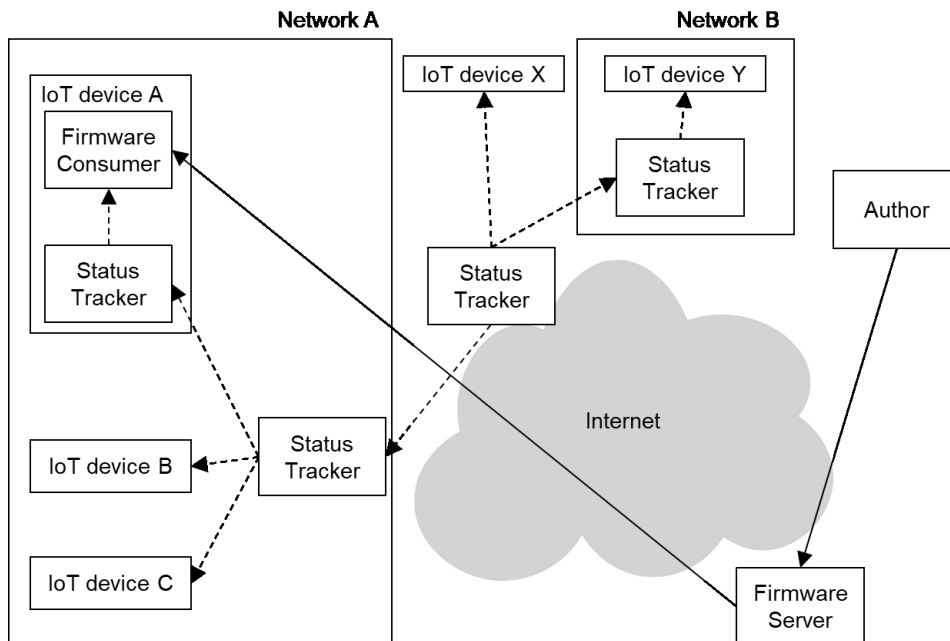 Network A
Network B
IoT device A
Firmware
Consumer
Status
Tracker
IoT device B
IoT device C
Status
Tracker
IoT device X
Status
Tracker
IoT device Y
Status
Tracker
Author
Internet
Firmware
Server